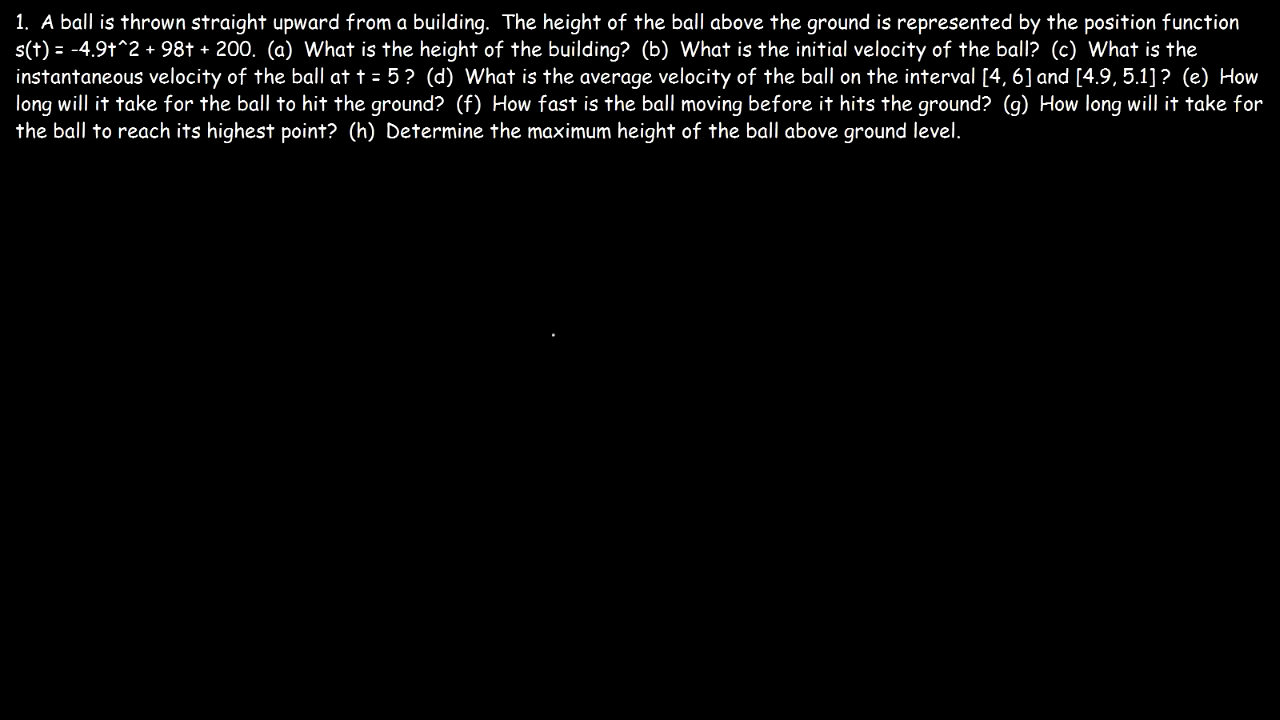 1. A ball is thrown straight upward from a building. The height of the ball above the ground is represented by the position function
s(t) = -4.9t^2 + 98t + 200. (a) What is the height of the building? (b) What is the initial velocity of the ball? (c) What is the
instantaneous velocity of the ball at t = 5 ? (d) What is the average velocity of the ball on the interval [4, 6] and [4.9, 5.1] ? (e) How
long will it take for the ball to hit the ground? (f) How fast is the ball moving before it hits the ground? (g) How long will it take for
the ball to reach its highest point? (h) Determine the maximum height of the ball above ground level.